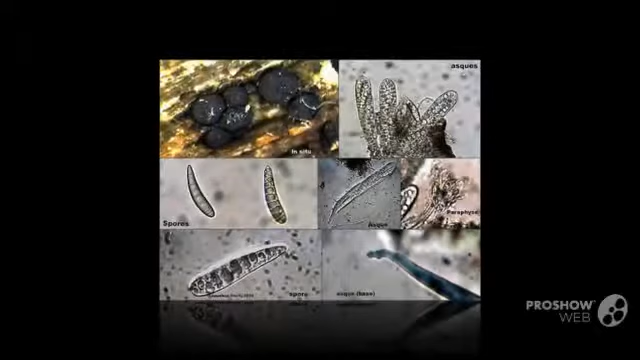 asques
In situ
Spores
Asque
Paraphyse
spore
asque (base)
PROSHOW
WEB